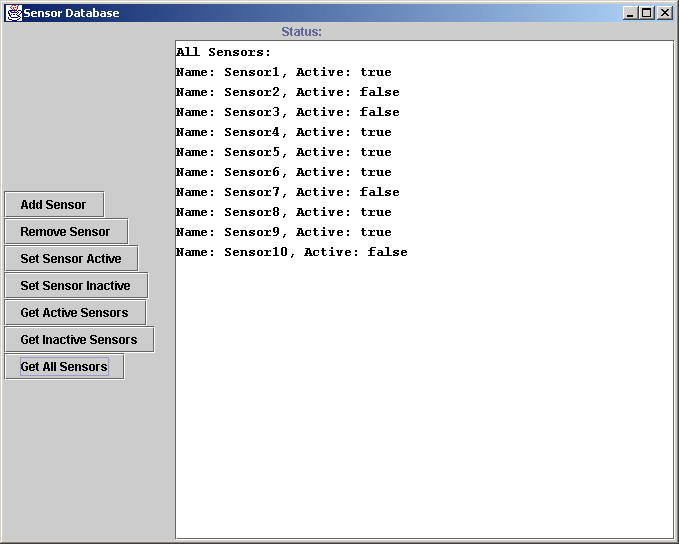 Sensor Database
Status:
All Sensors:
Name: Sensor1, Active: true
Name: Sensor2, Active: false
Name: Sensor3, Active: false
Name: Sensor4, Active: true
Name: Sensor5, Active: true
Name: Sensor6, Active: true
Name: Sensor7, Active: false
Name: Sensor8, Active: true
Name: Sensor9, Active: true
Name: Sensor10, Active: false
Add Sensor
Remove Sensor
Set Sensor Active
Set Sensor Inactive
Get Active Sensors
Get Inactive Sensors
Get All Sensors